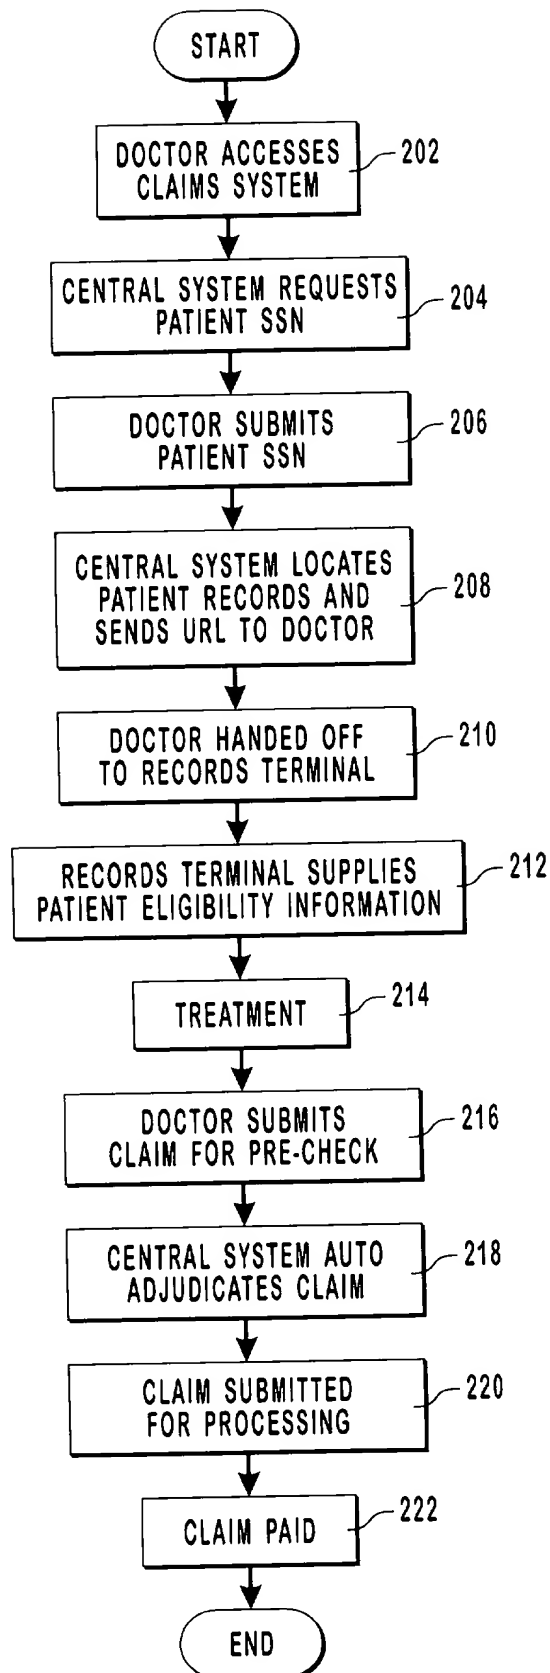 START
DOCTOR ACCESSES
CLAIMS SYSTEM
202
CENTRAL SYSTEM REQUESTS
PATIENT SSN
204
DOCTOR SUBMITS
PATIENT SSN
206
CENTRAL SYSTEM LOCATES
PATIENT RECORDS AND
SENDS URL TO DOCTOR
208
DOCTOR HANDED OFF
TO RECORDS TERMINAL
210
RECORDS TERMINAL SUPPLIES
PATIENT ELIGIBILITY INFORMATION
212
TREATMENT
214
DOCTOR SUBMITS
CLAIM FOR PRE-CHECK
216
CENTRAL SYSTEM AUTO
ADJUDICATES CLAIM
218
CLAIM SUBMITTED
FOR PROCESSING
220
CLAIM PAID
222
END